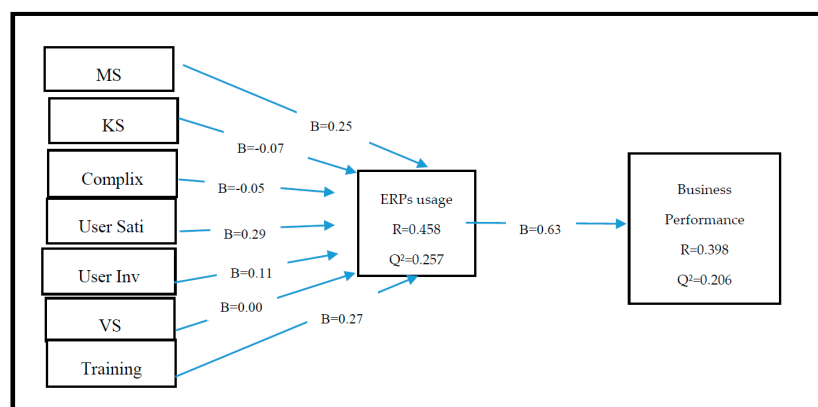 MS
B=0.25
KS
B=-0.07
Complix
B=-0.05
User Sati
B=0.29
User Inv
B=0.11
VS
B=0.00
Training
B=0.27
ERPs usage
R=0.458
Q²=0.257
B=0.63
Business
Performance
R=0.398
Q²=0.206